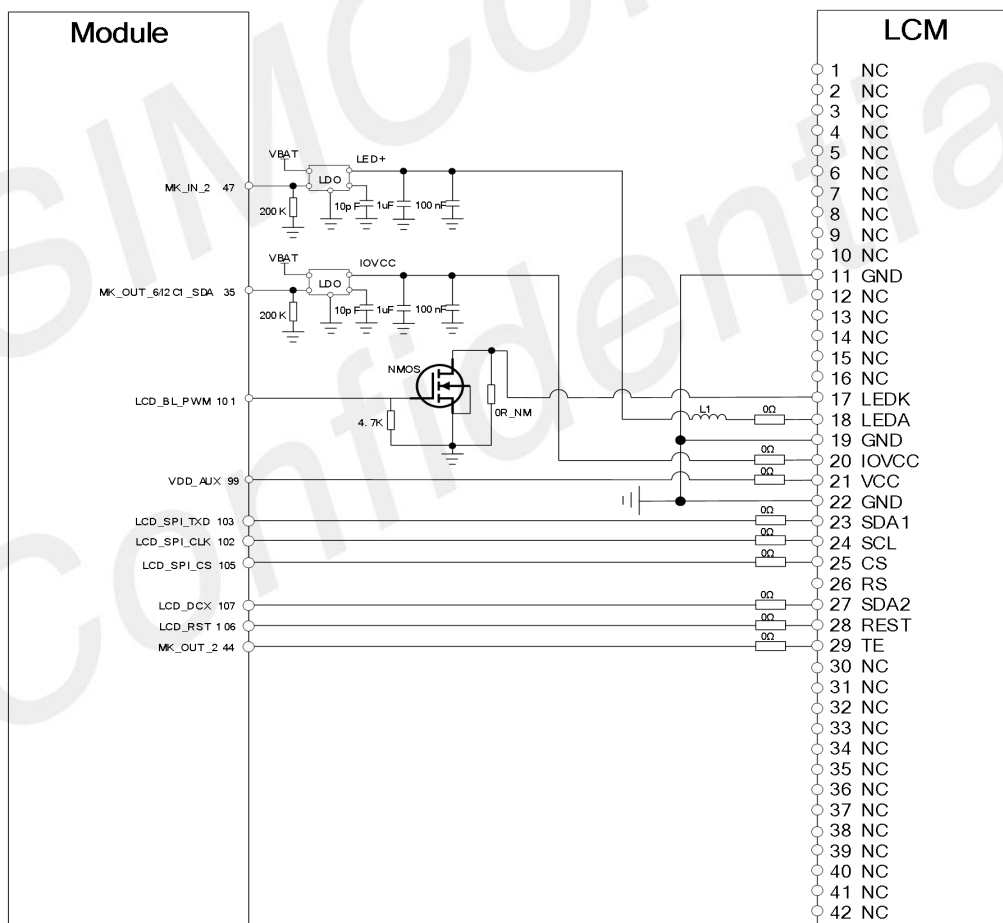 SIMCom
Confidential
Module
LCM
VBAT
LED+
LDO
MK_IN_2 47
200K
10pF
1uF
100nF
VBAT
IOVCC
LDO
MK_OUT_6/I2C1_SDA 35
200K
10pF
1uF
100nF
NMOS
LCD_BL_PWM 101
4.7K
0R_NM
L1
0Ω
0Ω
VDD_AUX 99
0Ω
LCD_SPI_TXD 103
0Ω
LCD_SPI_CLK 102
0Ω
LCD_SPI_CS 105
0Ω
LCD_DCX 107
0Ω
LCD_RST 106
0Ω
MK_OUT_2 44
0Ω
1 NC
2 NC
3 NC
4 NC
5 NC
6 NC
7 NC
8 NC
9 NC
10 NC
11 GND
12 NC
13 NC
14 NC
15 NC
16 NC
17 LEDK
18 LEDA
19 GND
20 IOVCC
21 VCC
22 GND
23 SDA1
24 SCL
25 CS
26 RS
27 SDA2
28 REST
29 TE
30 NC
31 NC
32 NC
33 NC
34 NC
35 NC
36 NC
37 NC
38 NC
39 NC
40 NC
41 NC
42 NC